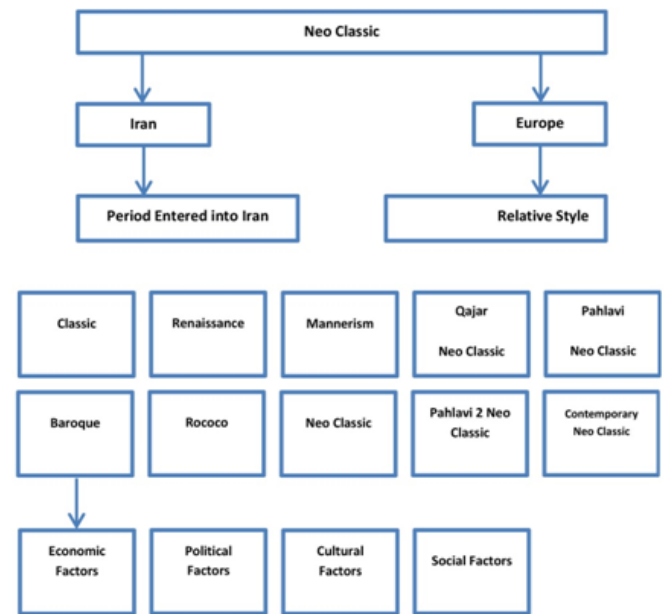 Neo Classic
Iran
Europe
Period Entered into Iran
Relative Style
Classic
Renaissance
Mannerism
Qajar
Neo Classic
Pahlavi
Neo Classic
Baroque
Rococo
Neo Classic
Pahlavi 2 Neo
Classic
Contemporary
Neo Classic
Economic
Factors
Political
Factors
Cultural
Factors
Social Factors